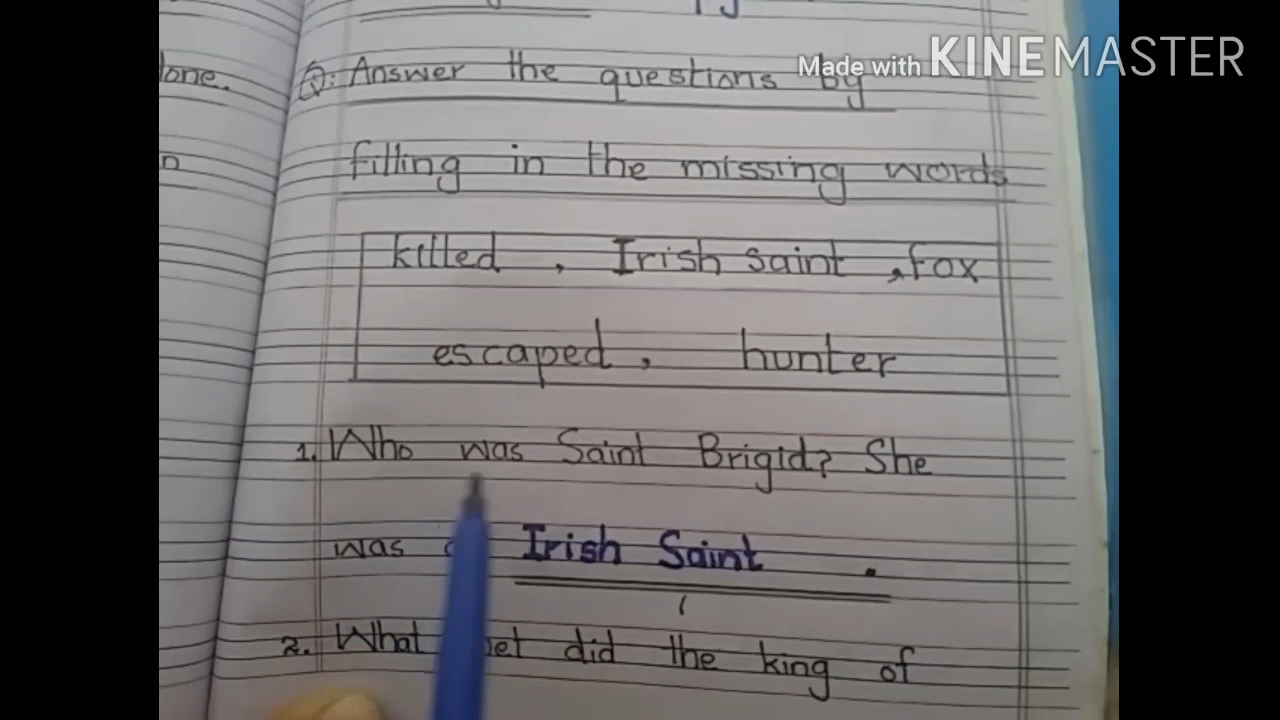 Made with KINEMASTER
lone.
Q. Answer the questions by
n
filling in the missing words
killed , Irish saint , fox
escaped , hunter
1. Who was Saint Brigid? She
was Irish Saint .
2. What did the king of